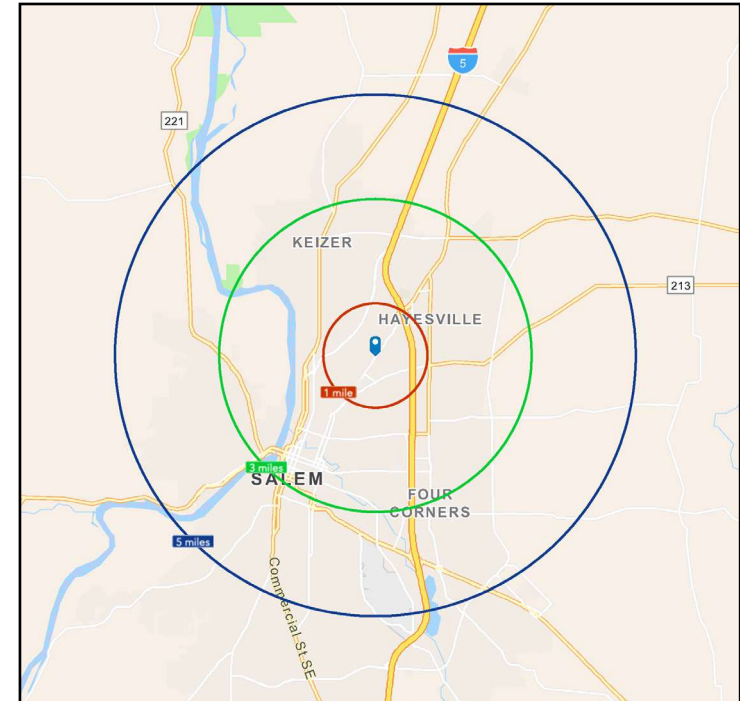 5
221
KEIZER
213
HAYESVILLE
1 mile
3 miles
SALEM
FOUR
CORNERS
5 miles
Commercial St SE